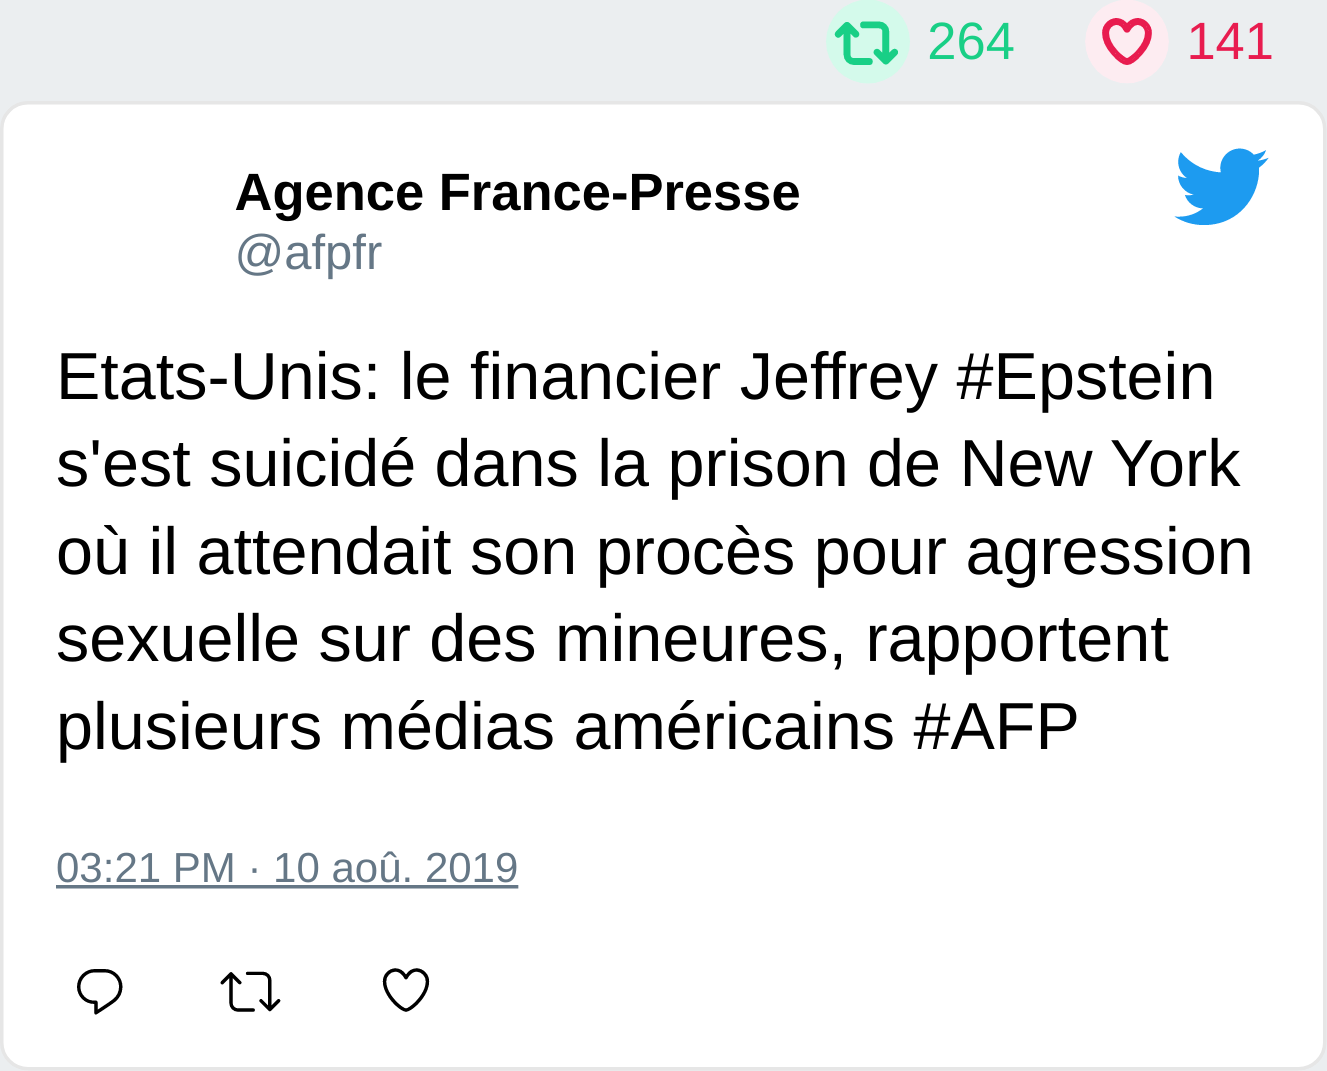 264 141
Agence France-Presse
@afpfr
Etats-Unis: le financier Jeffrey #Epstein
s'est suicidé dans la prison de New York
où il attendait son procès pour agression
sexuelle sur des mineures, rapportent
plusieurs médias américains #AFP
03:21 PM · 10 aoû. 2019